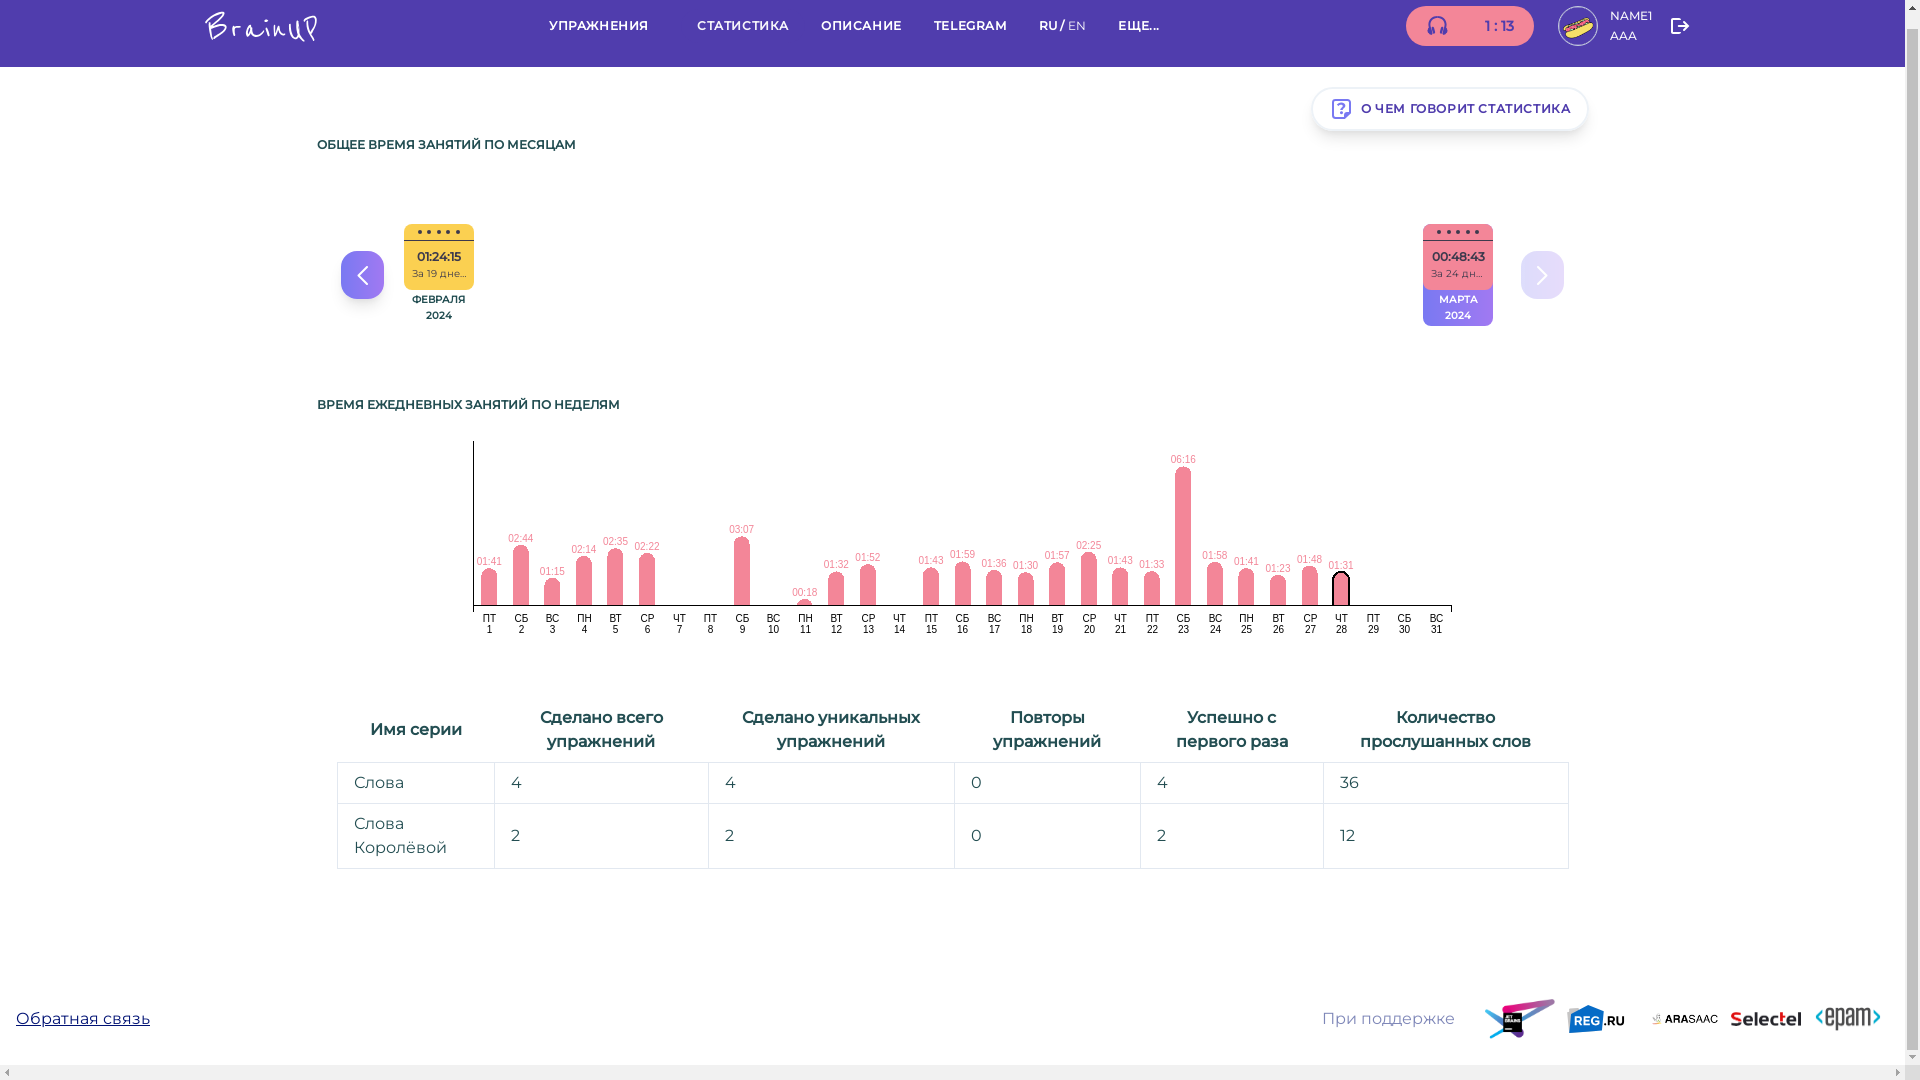 BrainUP
УПРАЖНЕНИЯ СТАТИСТИКА ОПИСАНИЕ TELEGRAM RU / EN ЕЩЕ...
1 : 13
NAME1
AAA
О ЧЕМ ГОВОРИТ СТАТИСТИКА
ОБЩЕЕ ВРЕМЯ ЗАНЯТИЙ ПО МЕСЯЦАМ
01:24:15
За 19 дне...
ФЕВРАЛЯ
2024
00:48:43
За 24 дн...
МАРТА
2024
ВРЕМЯ ЕЖЕДНЕВНЫХ ЗАНЯТИЙ ПО НЕДЕЛЯМ
01:41 02:44 01:15 02:14 02:35 02:22 03:07 00:18 01:32 01:52 01:43 01:59 01:36 01:30 01:57 02:25 01:43 01:33 06:16 01:58 01:41 01:23 01:48 01:31
ПТ СБ ВС ПН ВТ СР ЧТ ПТ СБ ВС ПН ВТ СР ЧТ ПТ СБ ВС ПН ВТ СР ЧТ ПТ СБ ВС ПН ВТ СР ЧТ ПТ СБ ВС
1 2 3 4 5 6 7 8 9 10 11 12 13 14 15 16 17 18 19 20 21 22 23 24 25 26 27 28 29 30 31
Имя серии
Сделано всего
упражнений
Сделано уникальных
упражнений
Повторы
упражнений
Успешно с
первого раза
Количество
прослушанных слов
Слова 4 4 0 4 36
Слова
Королёвой
2 2 0 2 12
Обратная связь
При поддержке
JET
BRAINS
REG.RU
ARASAAC
Selectel
<epam>